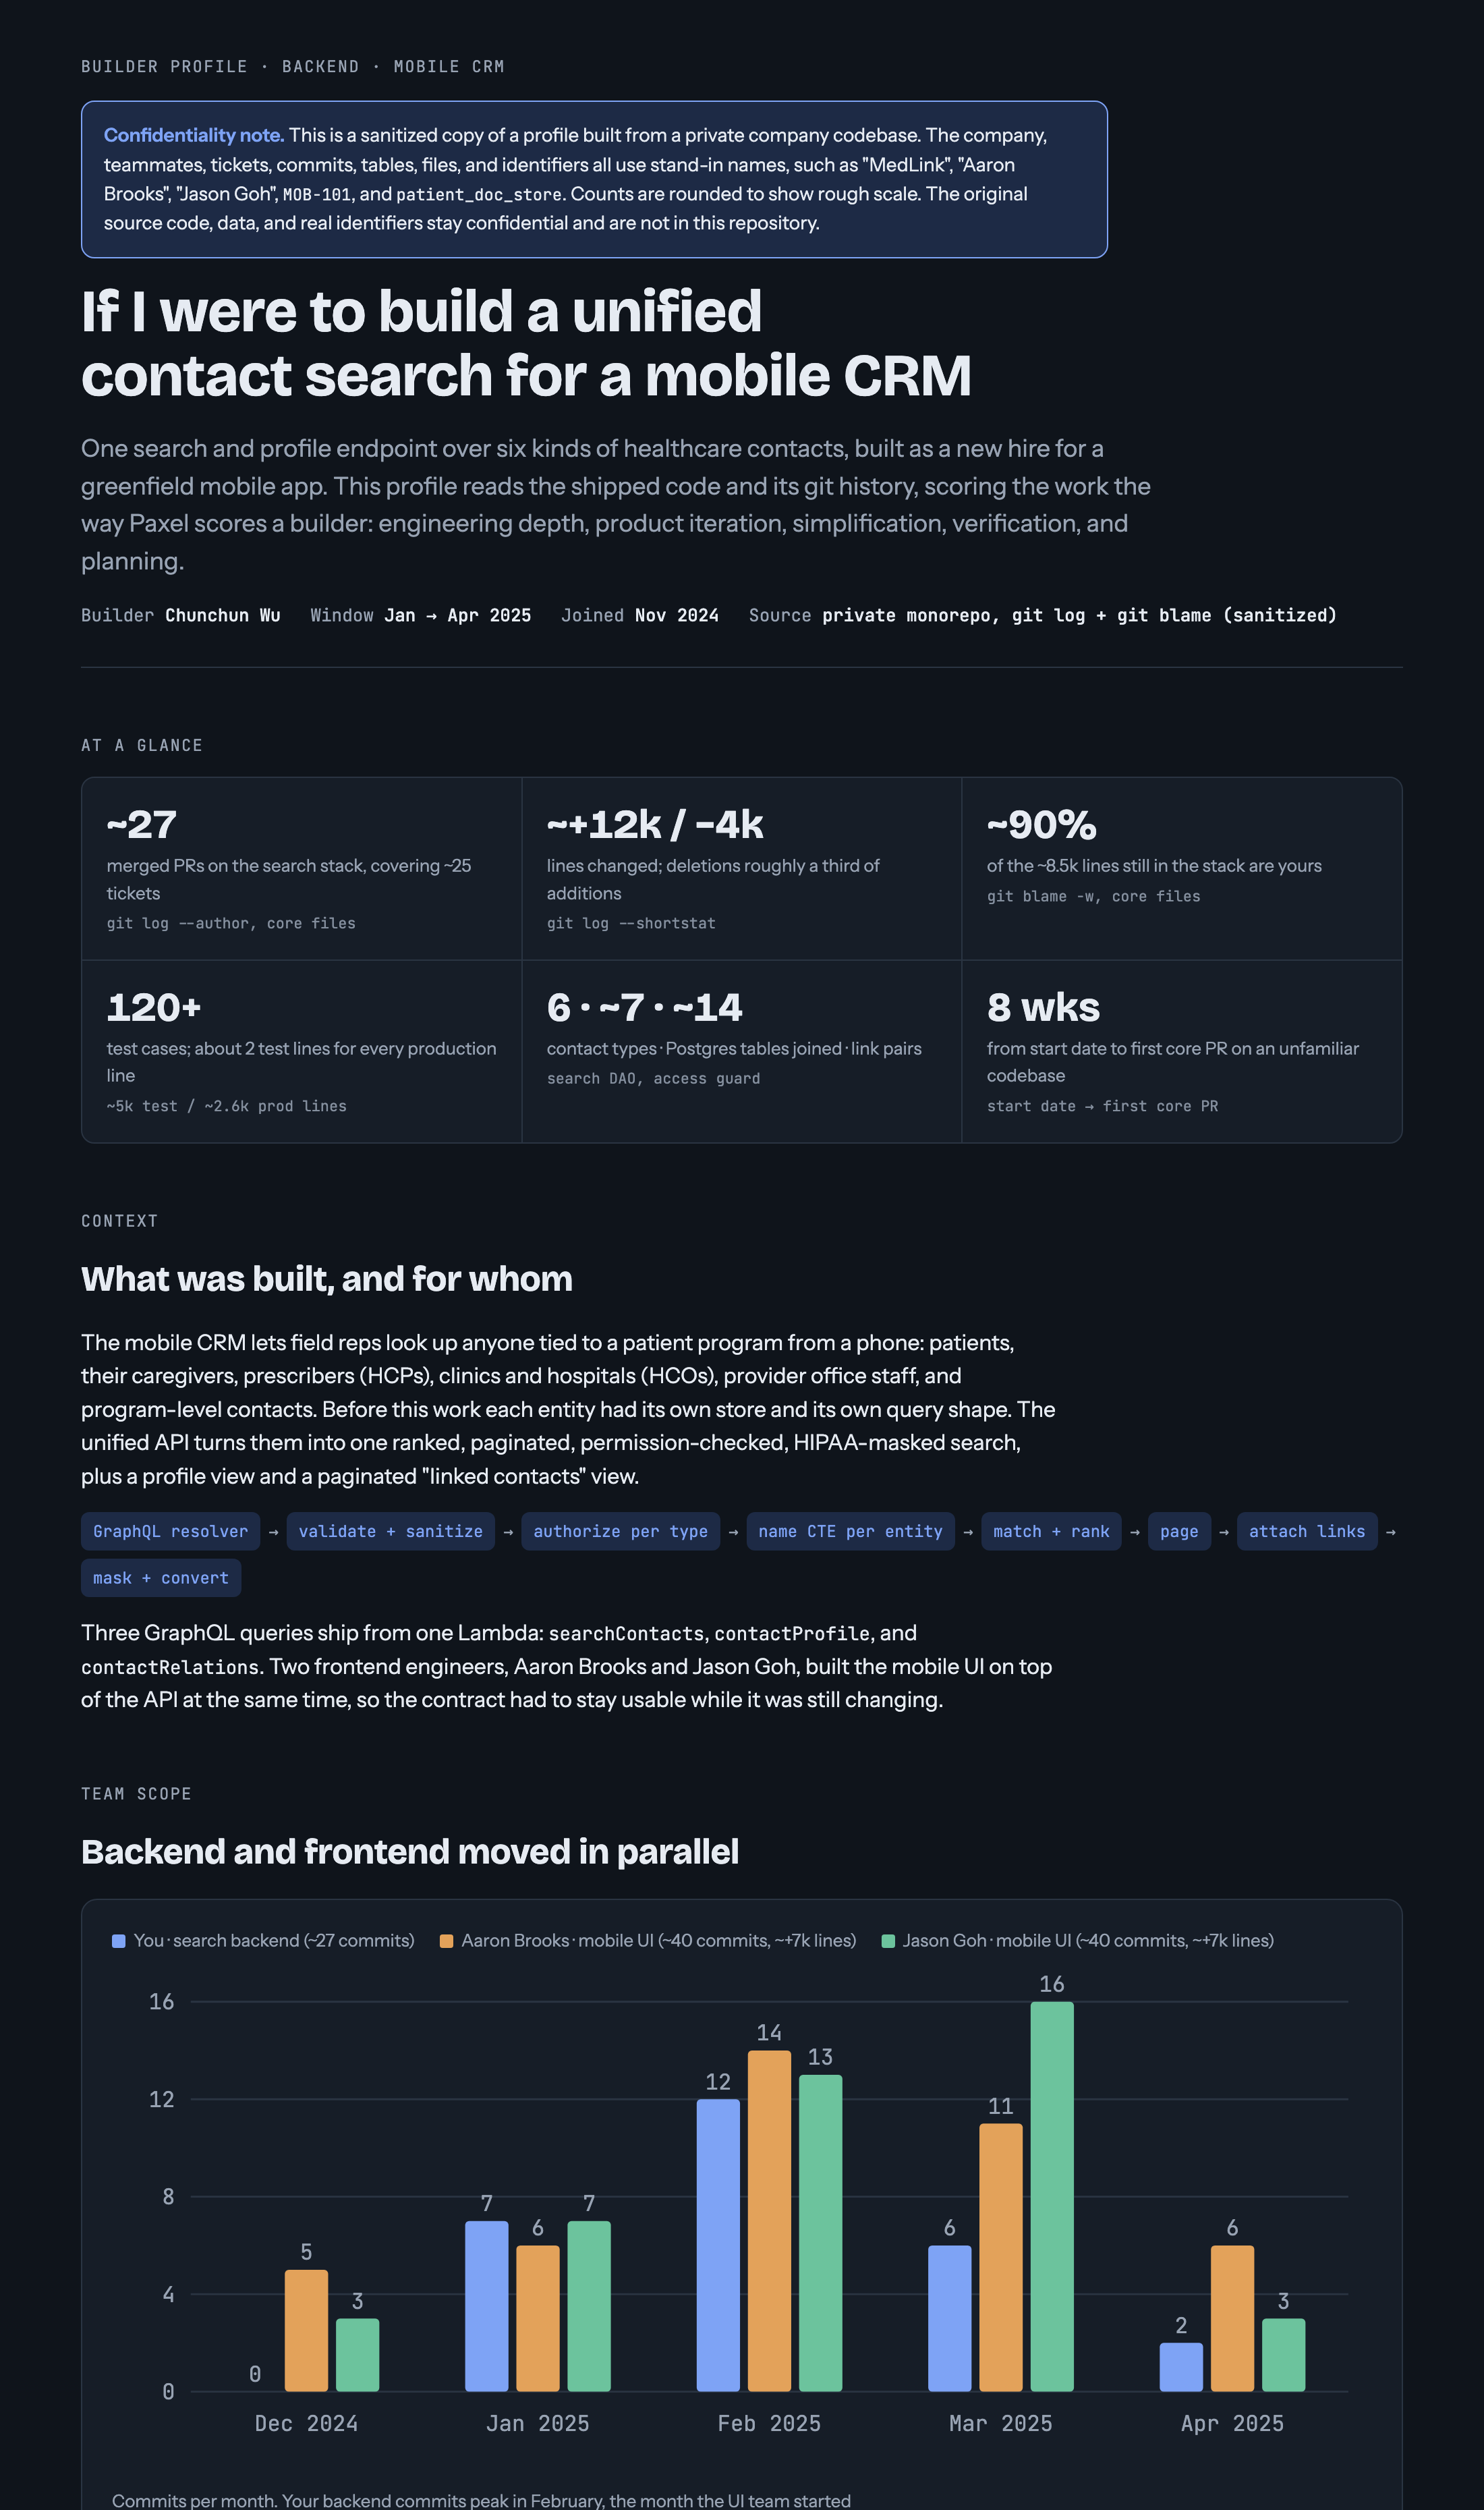 BUILDER PROFILE · BACKEND · MOBILE CRM
Confidentiality note. This is a sanitized copy of a profile built from a private company codebase. The company,
teammates, tickets, commits, tables, files, and identifiers all use stand-in names, such as "MedLink", "Aaron
Brooks", "Jason Goh", MOB-101, and patient_doc_store. Counts are rounded to show rough scale. The original
source code, data, and real identifiers stay confidential and are not in this repository.
If I were to build a unified
contact search for a mobile CRM
One search and profile endpoint over six kinds of healthcare contacts, built as a new hire for a
greenfield mobile app. This profile reads the shipped code and its git history, scoring the work the
way Paxel scores a builder: engineering depth, product iteration, simplification, verification, and
planning.
Builder Chunchun Wu Window Jan → Apr 2025 Joined Nov 2024 Source private monorepo, git log + git blame (sanitized)
AT A GLANCE
~27
merged PRs on the search stack, covering ~25
tickets
git log --author, core files
~+12k / −4k
lines changed; deletions roughly a third of
additions
git log --shortstat
~90%
of the ~8.5k lines still in the stack are yours
git blame -w, core files
120+
test cases; about 2 test lines for every production
line
~5k test / ~2.6k prod lines
6 · ~7 · ~14
contact types · Postgres tables joined · link pairs
search DAO, access guard
8 wks
from start date to first core PR on an unfamiliar
codebase
start date → first core PR
CONTEXT
What was built, and for whom
The mobile CRM lets field reps look up anyone tied to a patient program from a phone: patients,
their caregivers, prescribers (HCPs), clinics and hospitals (HCOs), provider office staff, and
program-level contacts. Before this work each entity had its own store and its own query shape. The
unified API turns them into one ranked, paginated, permission-checked, HIPAA-masked search,
plus a profile view and a paginated "linked contacts" view.
GraphQL resolver → validate + sanitize → authorize per type → name CTE per entity → match + rank → page → attach links →
mask + convert
Three GraphQL queries ship from one Lambda: searchContacts, contactProfile, and
contactRelations. Two frontend engineers, Aaron Brooks and Jason Goh, built the mobile UI on top
of the API at the same time, so the contract had to stay usable while it was still changing.
TEAM SCOPE
Backend and frontend moved in parallel
You · search backend (~27 commits) Aaron Brooks · mobile UI (~40 commits, ~+7k lines) Jason Goh · mobile UI (~40 commits, ~+7k lines)
16
12
8
4
0
0 5 3
7 6 7
12 14 13
6 11 16
2 6 3
Dec 2024 Jan 2025 Feb 2025 Mar 2025 Apr 2025
Commits per month. Your backend commits peak in February, the month the UI team started